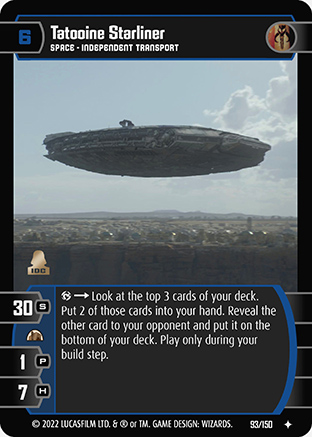 6
Tatooine Starliner
SPACE • INDEPENDENT TRANSPORT
IDC
30 S
1 P
7 H
Look at the top 3 cards of your deck.
Put 2 of those cards into your hand. Reveal the
other card to your opponent and put it on the
bottom of your deck. Play only during your
build step.
© 2022 LUCASFILM LTD. & ® or TM. GAME DESIGN: WIZARDS.
93/150